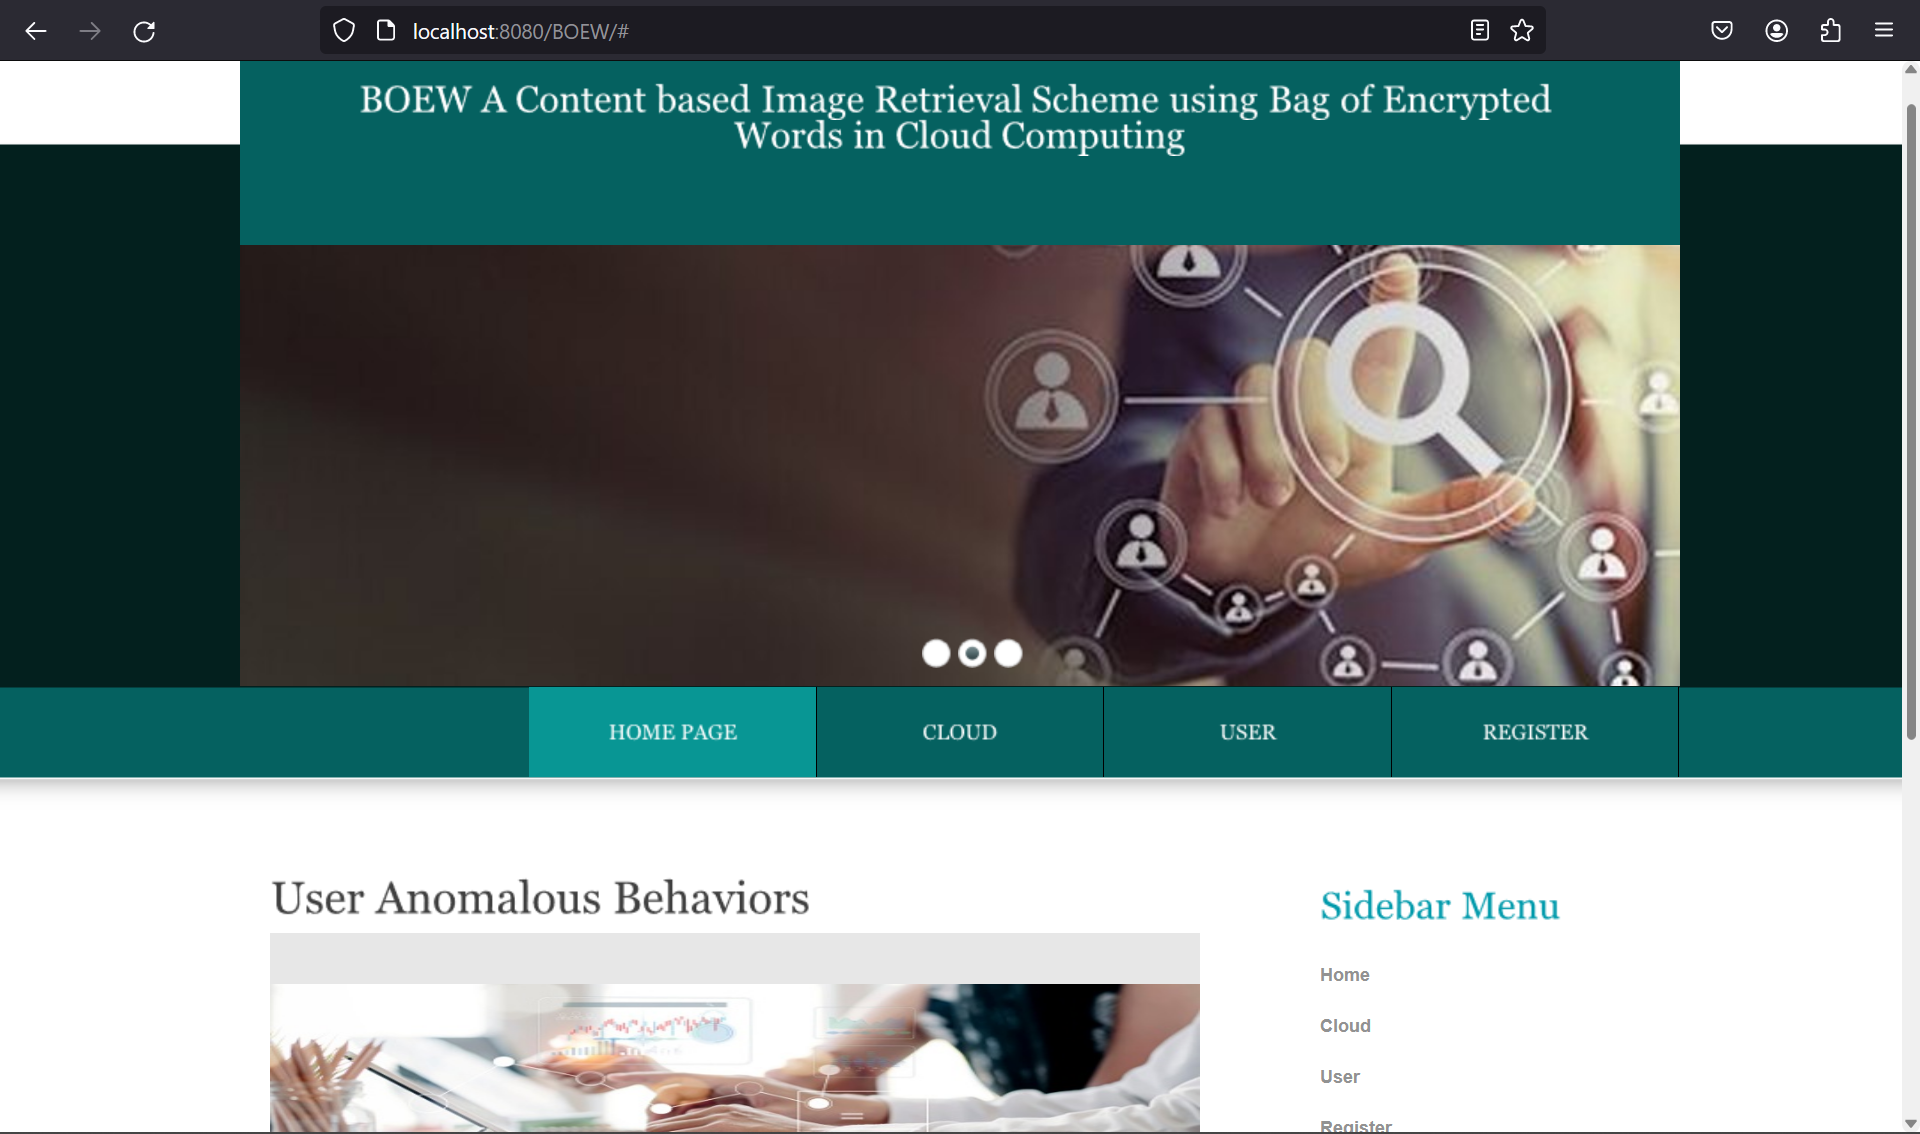 localhost:8080/BOEW/#
BOEW A Content based Image Retrieval Scheme using Bag of Encrypted
Words in Cloud Computing
HOME PAGE
CLOUD
USER
REGISTER
User Anomalous Behaviors
Sidebar Menu
Home
Cloud
User
Register